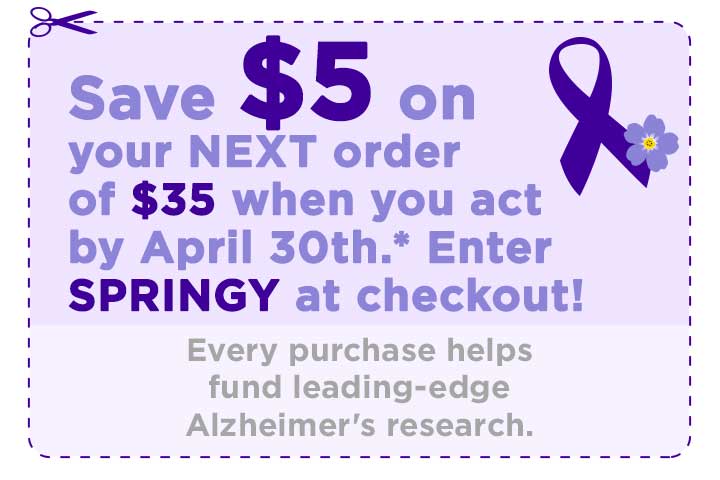 Save $5 on
your NEXT order
of $35 when you act
by April 30th.* Enter
SPRINGY at checkout!
Every purchase helps
fund leading-edge
Alzheimer's research.